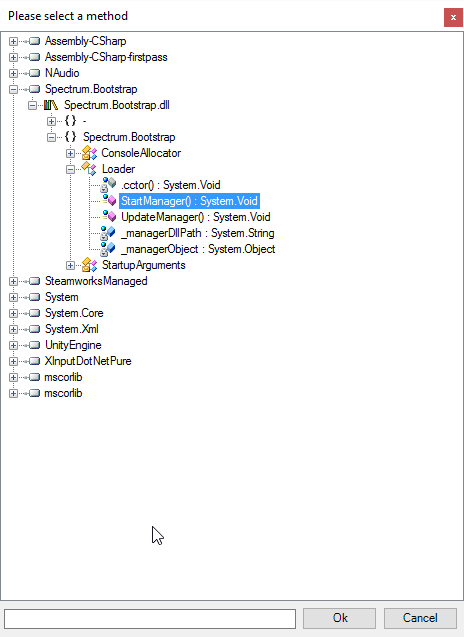 Please select a method
x
Assembly-CSharp
Assembly-CSharp-firstpass
NAudio
Spectrum.Bootstrap
Spectrum.Bootstrap.dll
{} -
{} Spectrum.Bootstrap
ConsoleAllocator
Loader
.cctor() : System.Void
StartManager() : System.Void
UpdateManager() : System.Void
_managerDllPath : System.String
_managerObject : System.Object
StartupArguments
SteamworksManaged
System
System.Core
System.Xml
UnityEngine
XInputDotNetPure
mscorlib
mscorlib
Ok Cancel